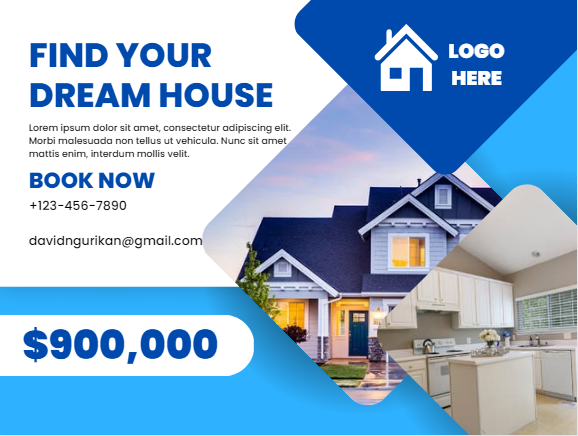 FIND YOUR
DREAM HOUSE
Lorem ipsum dolor sit amet, consectetur adipiscing elit.
Morbi malesuada non tellus ut vehicula. Nunc sit amet
mattis enim, interdum mollis velit.
BOOK NOW
+123-456-7890
davidngurikan@gmail.com
$900,000
LOGO
HERE